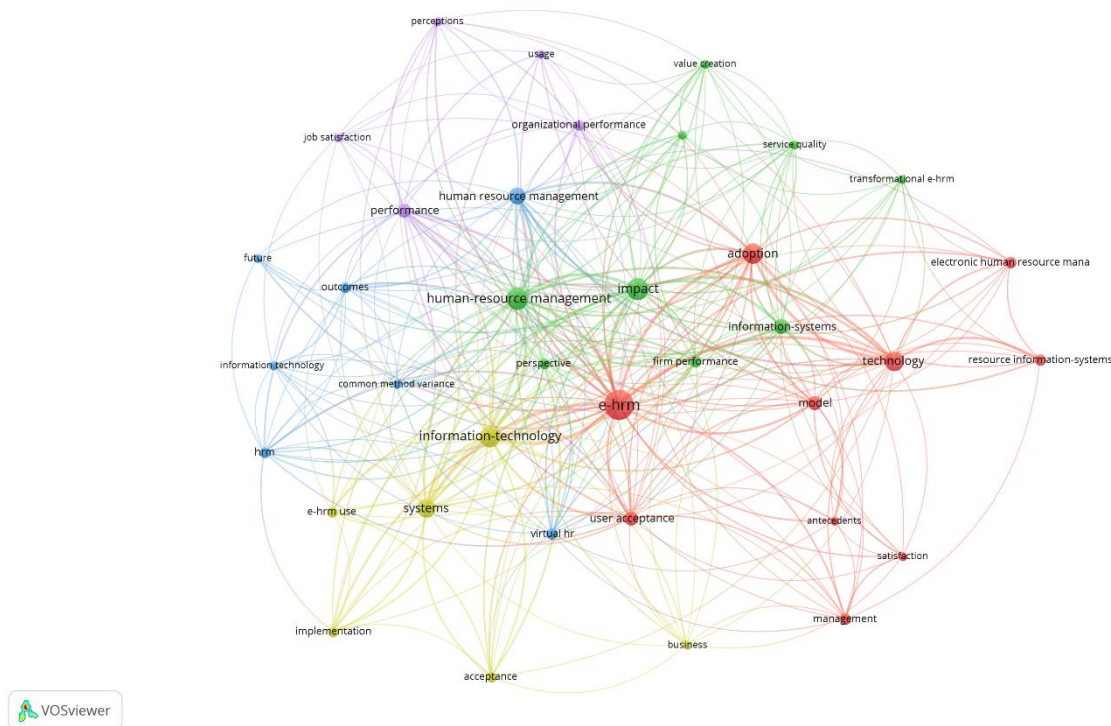 perceptions
usage
value creation
organizational performance
job satisfaction
service quality
transformational e-hrm
human resource management
performance
adoption
future
electronic human resource mana
outcomes
impact
human-resource management
information-systems
technology
resource information-systems
perspective
firm performance
information technology
common method variance
model
e-hrm
information-technology
hrm
systems
e-hrm use
user acceptance
antecedents
virtual hr
satisfaction
management
implementation
business
acceptance
VOSviewer